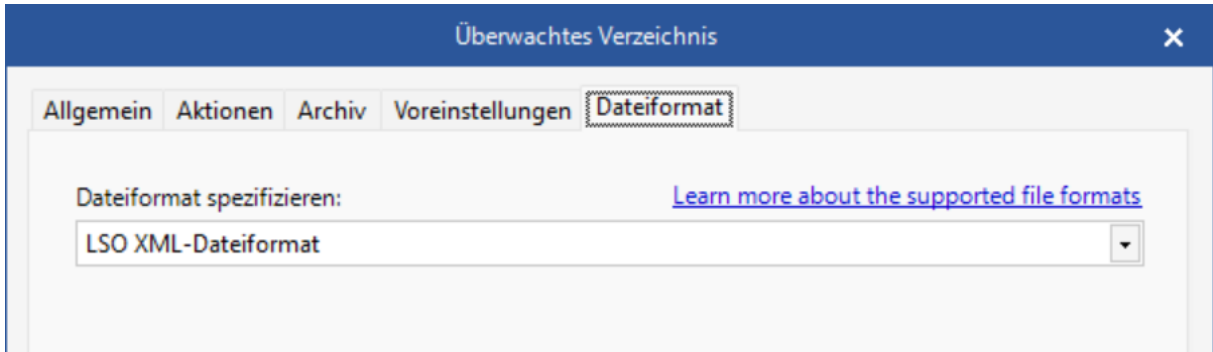 Überwachtes Verzeichnis
Allgemein Aktionen Archiv Voreinstellungen Dateiformat
Dateiformat spezifizieren: Learn more about the supported file formats
LSO XML-Dateiformat